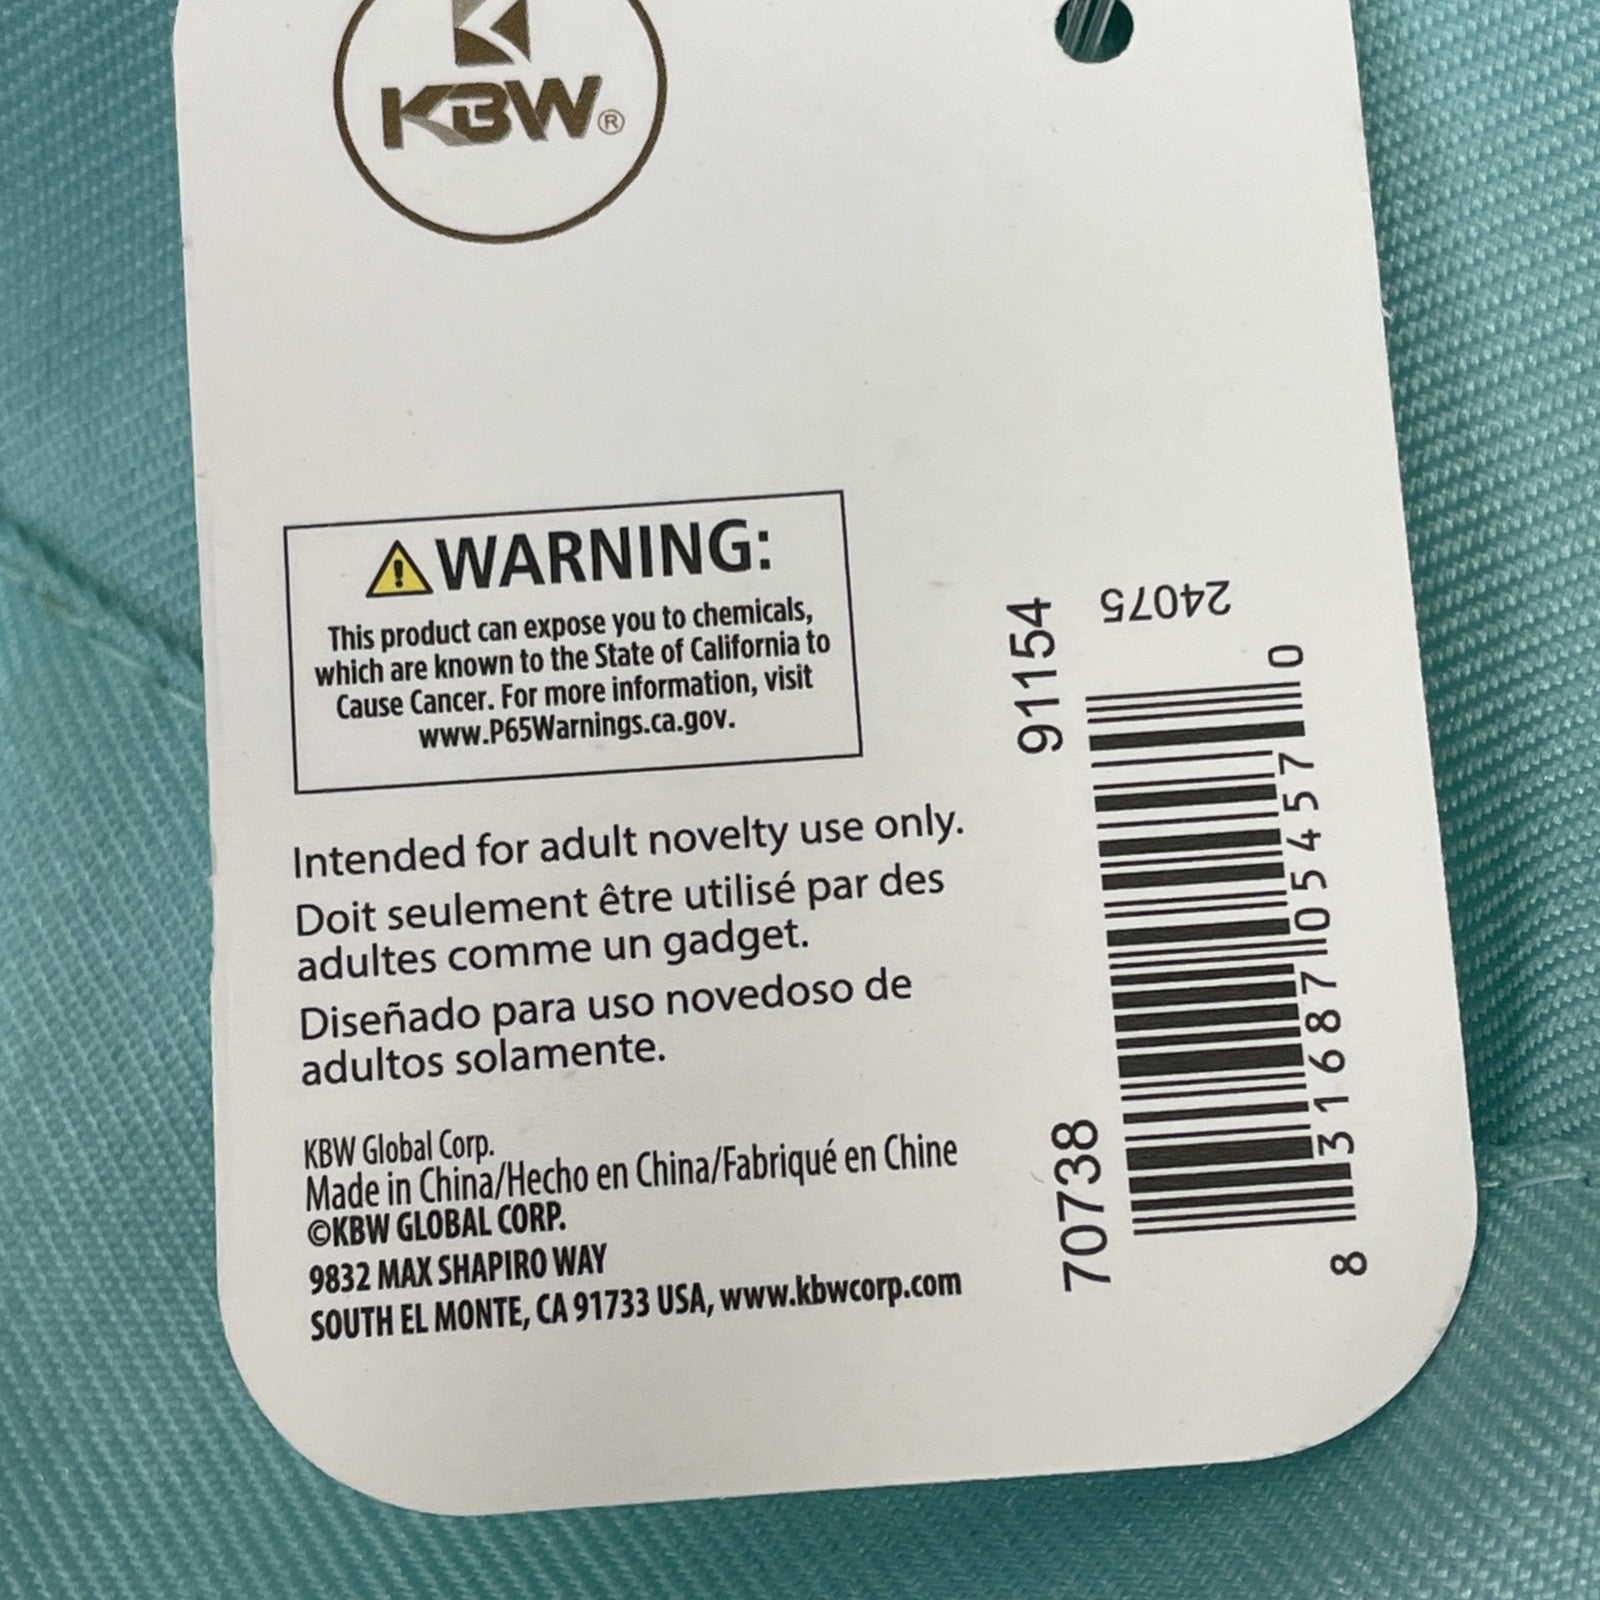 KBW®
WARNING:
This product can expose you to chemicals,
which are known to the State of California to
Cause Cancer. For more information, visit
www.P65Warnings.ca.gov.
Intended for adult novelty use only.
Doit seulement être utilisé par des
adultes comme un gadget.
Diseñado para uso novedoso de
adultos solamente.
KBW Global Corp.
Made in China/Hecho en China/Fabriqué en Chine
©KBW GLOBAL CORP.
9832 MAX SHAPIRO WAY
SOUTH EL MONTE, CA 91733 USA, www.kbwcorp.com
70738 91154
24075
8 31687 05457 0